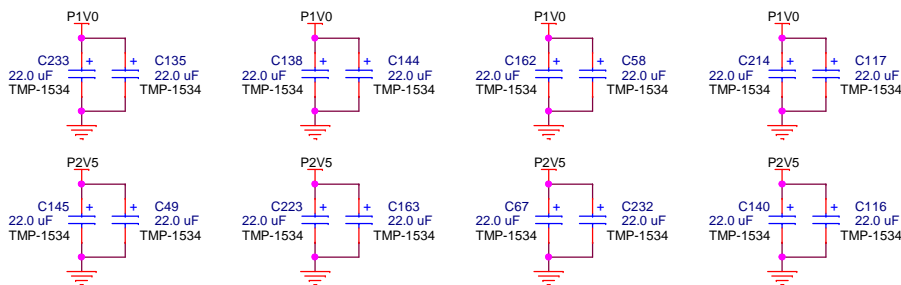 P1V0 P1V0 P1V0 P1V0
C233 + + C135 C138 + + C144 C162 + + C58 C214 + + C117
22.0 uF 22.0 uF 22.0 uF 22.0 uF 22.0 uF 22.0 uF 22.0 uF 22.0 uF
TMP-1534 TMP-1534 TMP-1534 TMP-1534 TMP-1534 TMP-1534 TMP-1534 TMP-1534
P2V5 P2V5 P2V5 P2V5
C145 + + C49 C223 + + C163 C67 + + C232 C140 + + C116
22.0 uF 22.0 uF 22.0 uF 22.0 uF 22.0 uF 22.0 uF 22.0 uF 22.0 uF
TMP-1534 TMP-1534 TMP-1534 TMP-1534 TMP-1534 TMP-1534 TMP-1534 TMP-1534